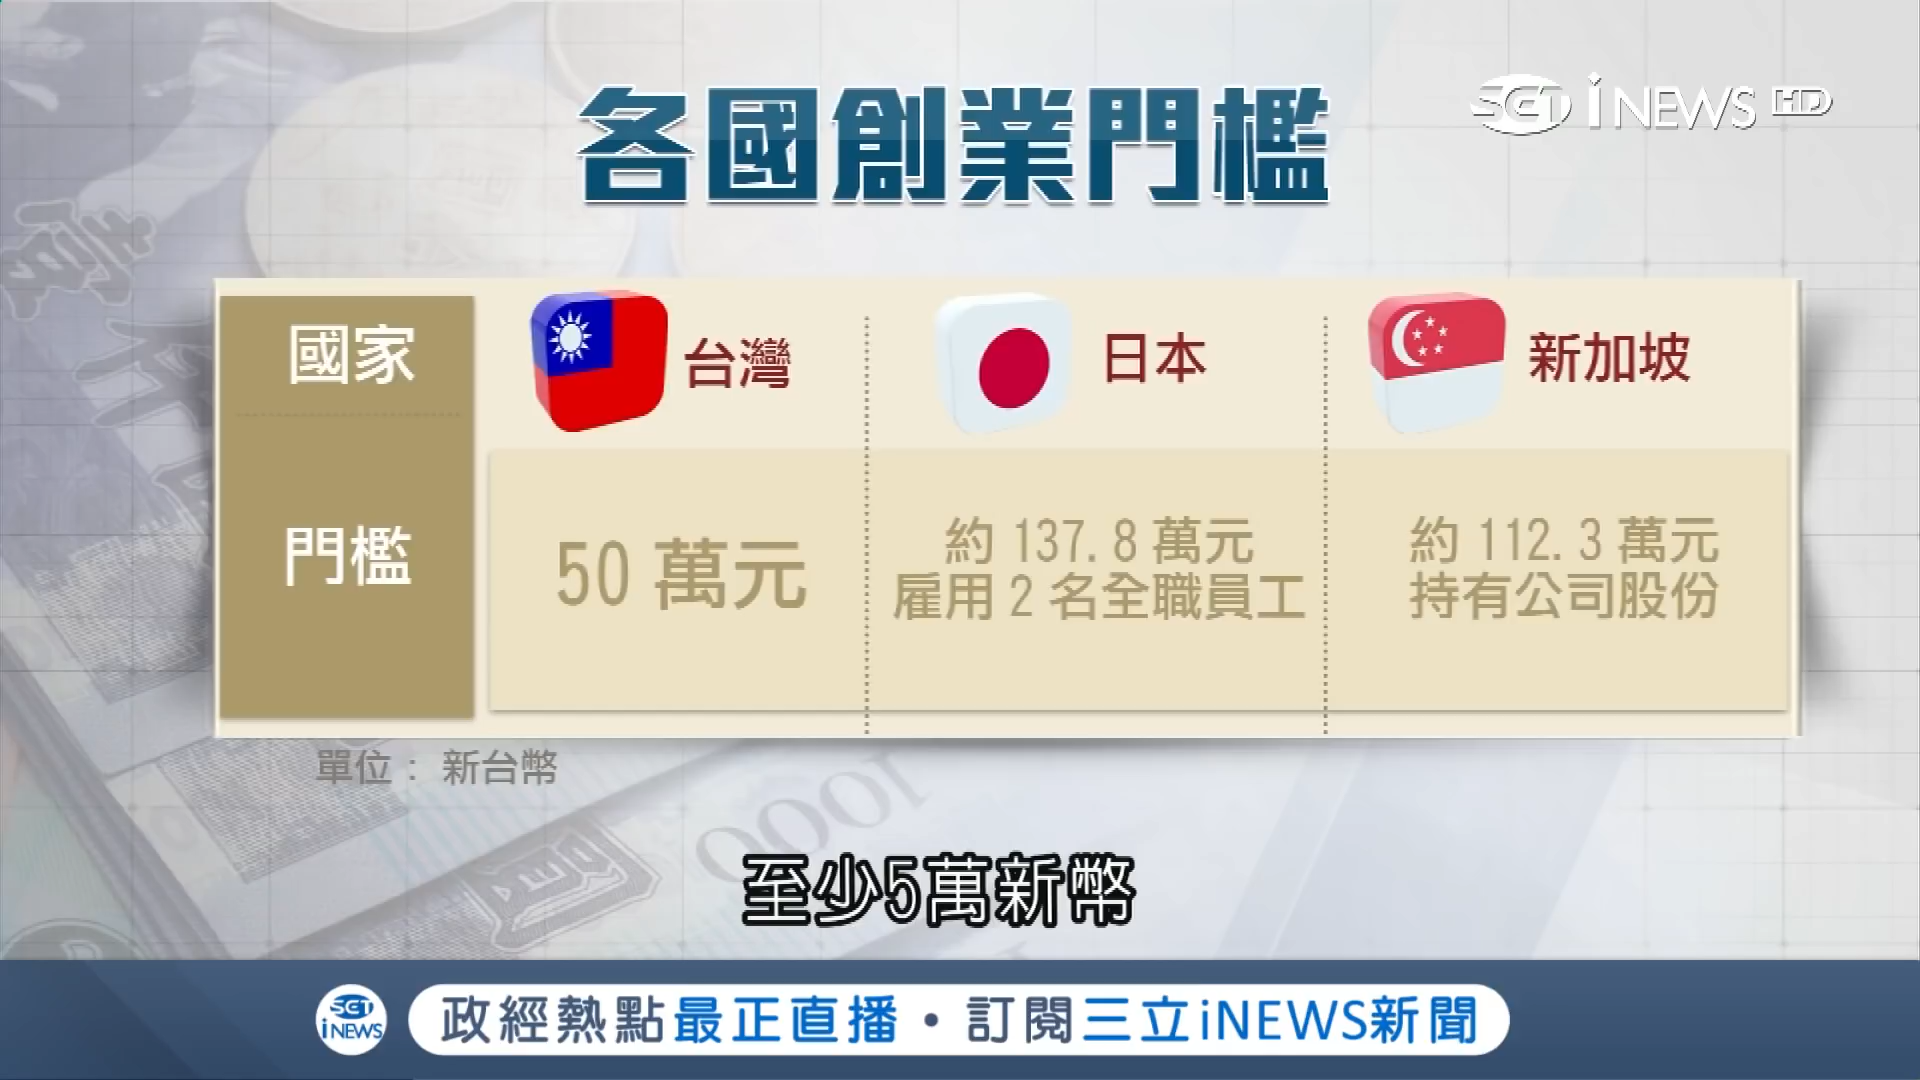 各國創業門檻
SET iNEWS HD
國家
台灣
日本
新加坡
門檻
50 萬元
約 137.8 萬元
雇用 2 名全職員工
約 112.3 萬元
持有公司股份
單位： 新台幣
1000
至少5萬新幣
SET iNEWS
政經熱點最正直播・訂閱三立iNEWS新聞